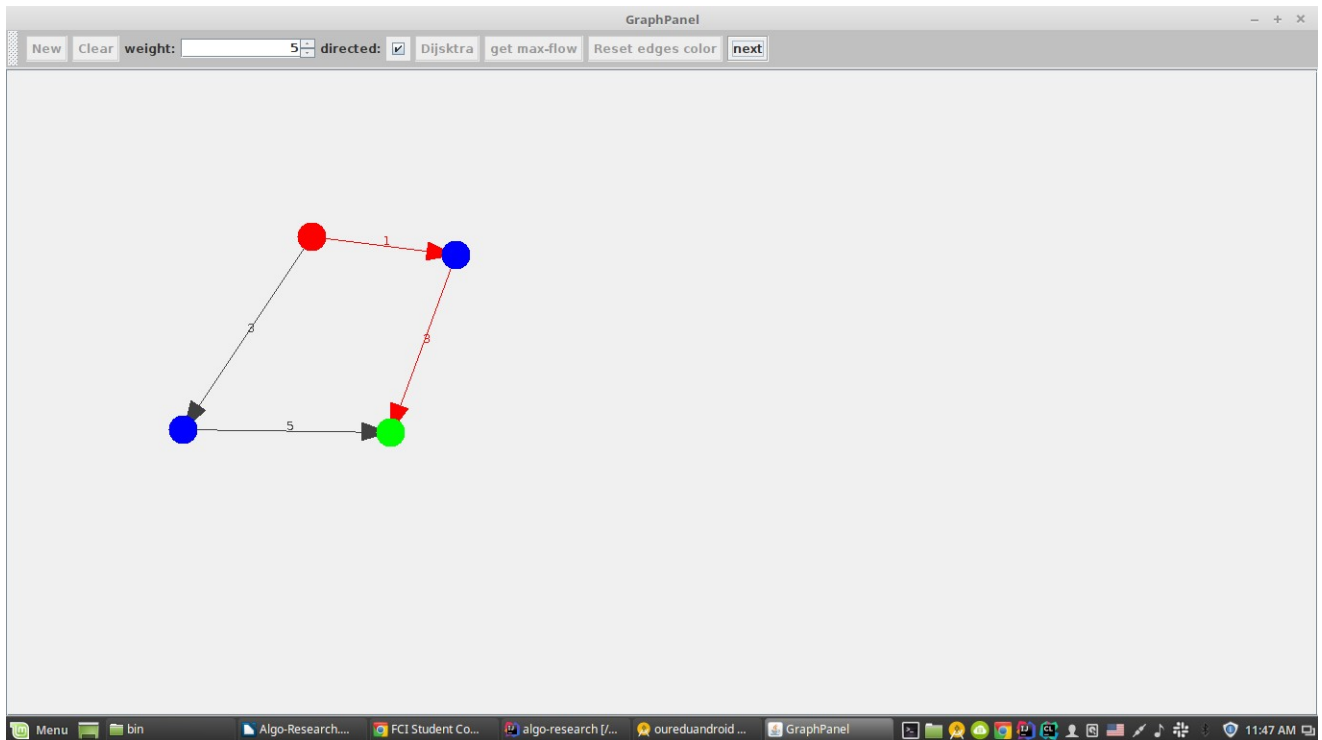 GraphPanel
New Clear weight: 5 directed: Dijsktra get max-flow Reset edges color next
1
3
3
5
Menu bin Algo-Research.... FCI Student Co... algo-research [/... oureduandroid ... GraphPanel 11:47 AM